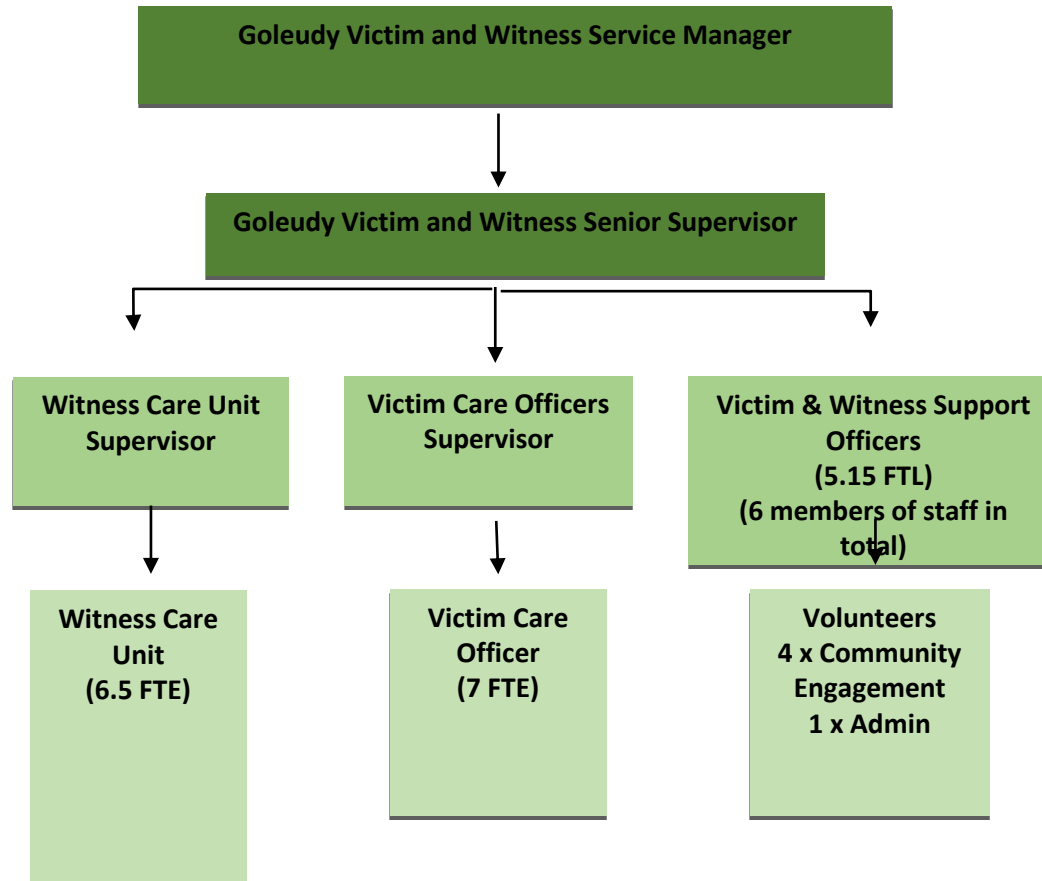 Goleudy Victim and Witness Service Manager
Goleudy Victim and Witness Senior Supervisor
Witness Care Unit
Supervisor
Victim Care Officers
Supervisor
Victim & Witness Support
Officers
(5.15 FTL)
(6 members of staff in
total)
Witness Care
Unit
(6.5 FTE)
Victim Care
Officer
(7 FTE)
Volunteers
4 x Community
Engagement
1 x Admin